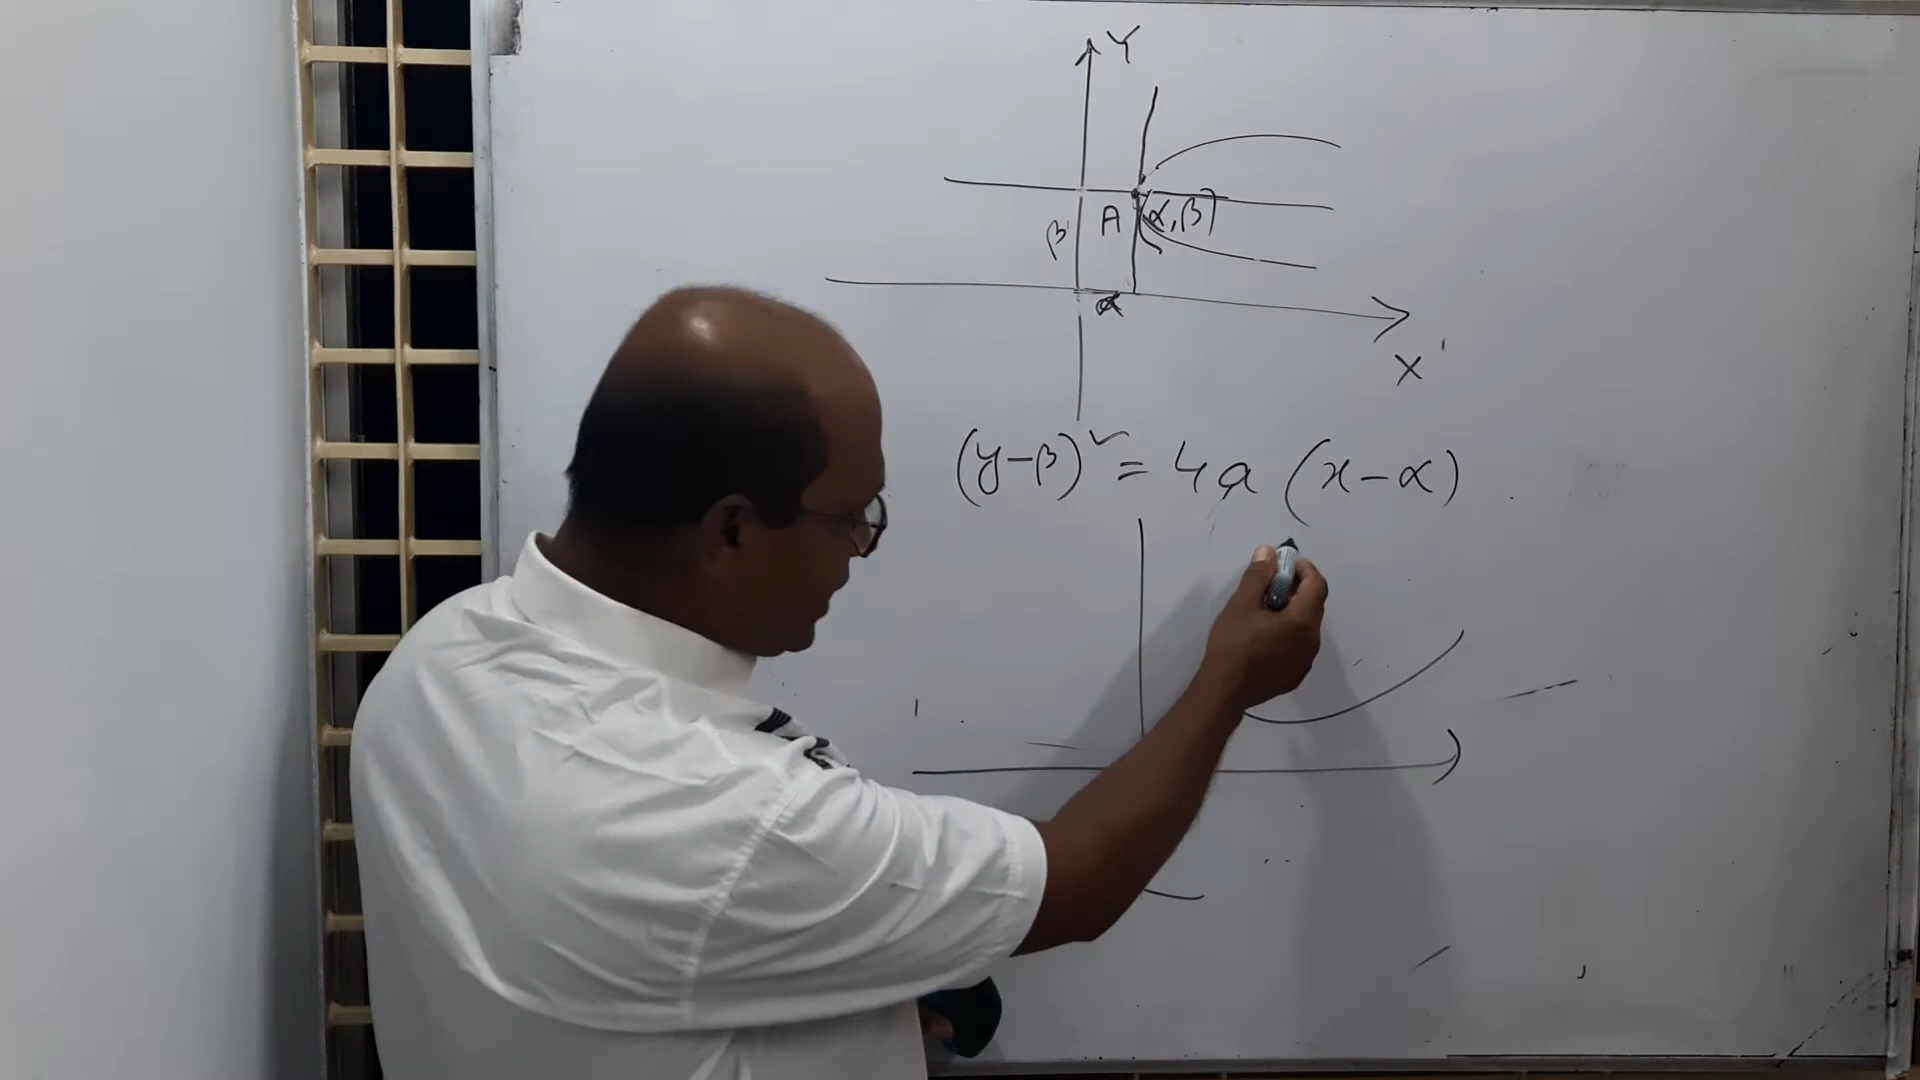 Y
β
A (α, β)
α
X
(y-β)² = 4a (x-α)